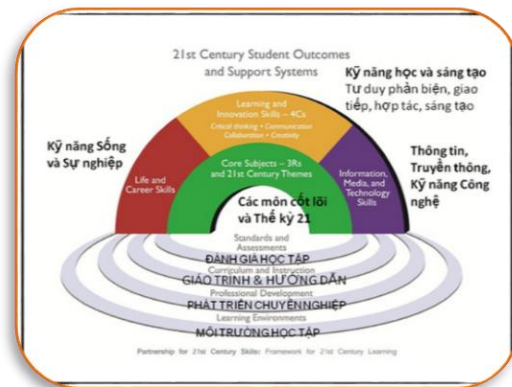 21st Century Student Outcomes
and Support Systems
Kỹ năng học và sáng tạo
Tư duy phản biện, giao
tiếp, hợp tác, sáng tạo
Learning and
Innovation Skills – 4Cs
Critical thinking • Communication
Collaboration • Creativity
Kỹ năng Sống
và Sự nghiệp
Core Subjects – 3Rs
and 21st Century Themes
Thông tin,
Truyền thông,
Kỹ năng Công
nghệ
Life and
Career Skills
Information,
Media, and
Technology
Skills
Các môn cốt lõi
và Thế kỷ 21
Standards and
Assessments
ĐÁNH GIÁ HỌC TẬP
Curriculum and Instruction
GIÁO TRÌNH & HƯỚNG DẪN
Professional Development
PHÁT TRIỂN CHUYÊN NGHIỆP
Learning Environments
MÔI TRƯỜNG HỌC TẬP
Partnership for 21st Century Skills: Framework for 21st Century Learning